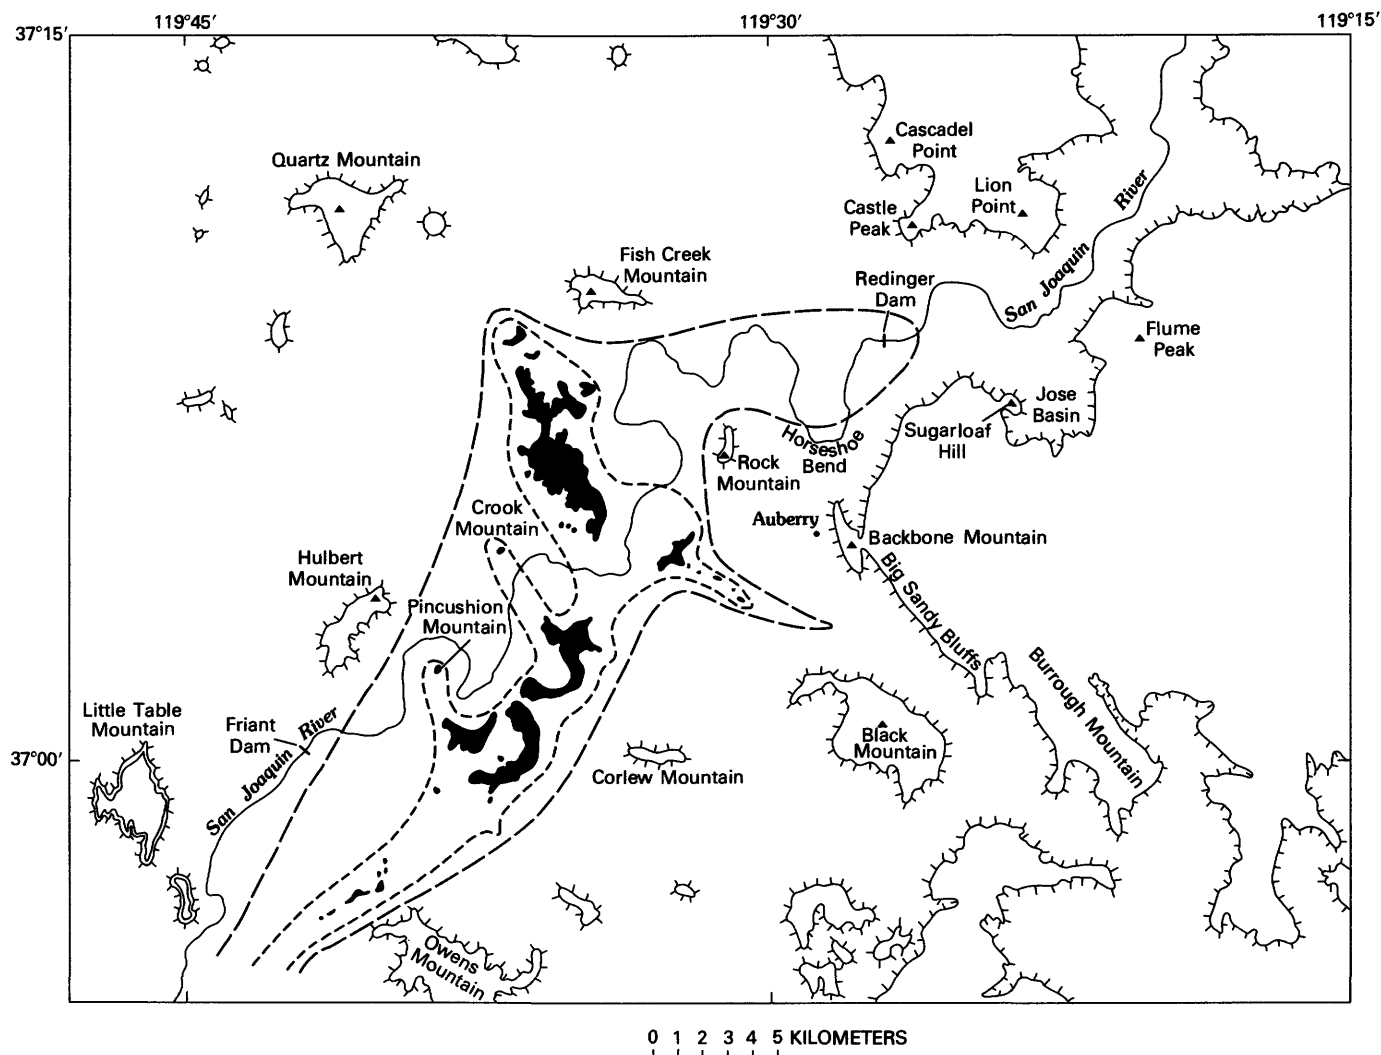 119°45′
119°30′
119°15′
37°15′
Cascadel
Point
Quartz Mountain
Lion
Point
River
Castle
Peak
Fish Creek
Mountain
San Joaquin
Redinger
Dam
Flume
Peak
Jose
Basin
Sugarloaf
Hill
Horseshoe
Bend
Rock
Mountain
Crook
Mountain
Auberry
Backbone Mountain
Hulbert
Mountain
Big Sandy Bluffs
Pincushion
Mountain
Burrough Mountain
Little Table
Mountain
Friant
Dam
San Joaquin River
Black
Mountain
37°00′
Corlew Mountain
Owens
Mountain
0 1 2 3 4 5 KILOMETERS